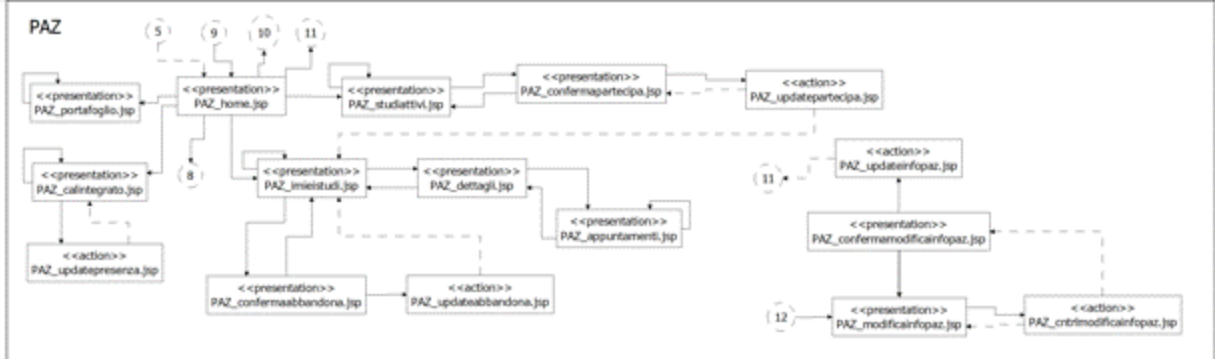 PAZ
5
9
10
11
<<presentation>>
PAZ_portafoglio.jsp
<<presentation>>
PAZ_home.jsp
<<presentation>>
PAZ_studiattivi.jsp
<<presentation>>
PAZ_confermapartecipa.jsp
<<action>>
PAZ_updatepartecipa.jsp
<<presentation>>
PAZ_calintegrato.jsp
8
<<presentation>>
PAZ_imieistudi.jsp
<<presentation>>
PAZ_dettagli.jsp
11
<<action>>
PAZ_updateinfopaz.jsp
<<presentation>>
PAZ_appuntamenti.jsp
<<presentation>>
PAZ_confermamodificainfopaz.jsp
<<action>>
PAZ_updatepresenza.jsp
<<presentation>>
PAZ_confermaabbandona.jsp
<<action>>
PAZ_updateabbandona.jsp
12
<<presentation>>
PAZ_modificainfopaz.jsp
<<action>>
PAZ_cntrlmodificainfopaz.jsp